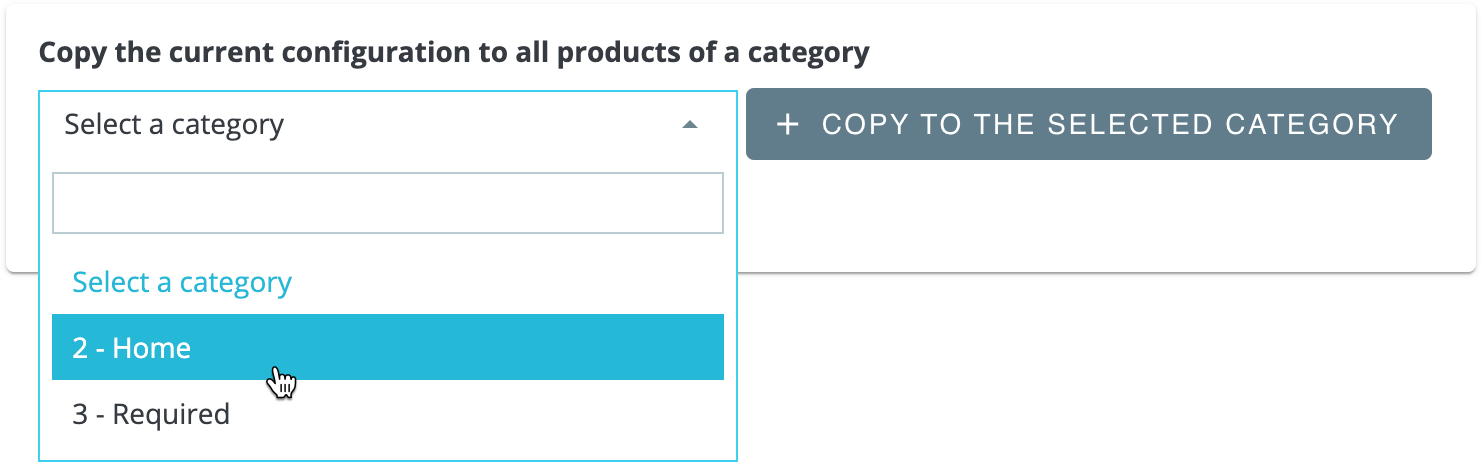 Copy the current configuration to all products of a category
Select a category
+ COPY TO THE SELECTED CATEGORY
Select a category
2 - Home
3 - Required